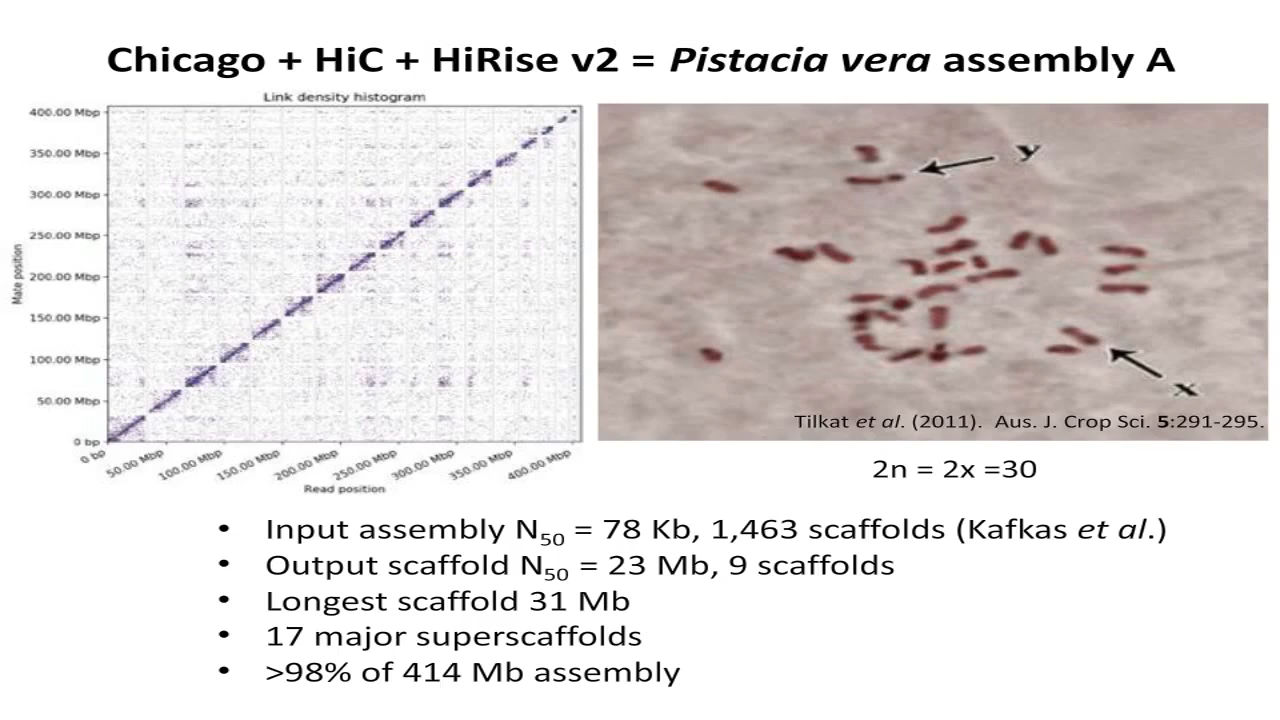 Chicago + HiC + HiRise v2 = Pistacia vera assembly A
Link density histogram
400.00 Mbp
350.00 Mbp
300.00 Mbp
250.00 Mbp
200.00 Mbp
150.00 Mbp
100.00 Mbp
50.00 Mbp
0 bp
Mate position
0 bp
50.00 Mbp
100.00 Mbp
150.00 Mbp
200.00 Mbp
250.00 Mbp
300.00 Mbp
350.00 Mbp
400.00 Mbp
Read position
y
x
Tilkat et al. (2011). Aus. J. Crop Sci. 5:291-295.
2n = 2x =30
• Input assembly N50 = 78 Kb, 1,463 scaffolds (Kafkas et al.)
• Output scaffold N50 = 23 Mb, 9 scaffolds
• Longest scaffold 31 Mb
• 17 major superscaffolds
• >98% of 414 Mb assembly